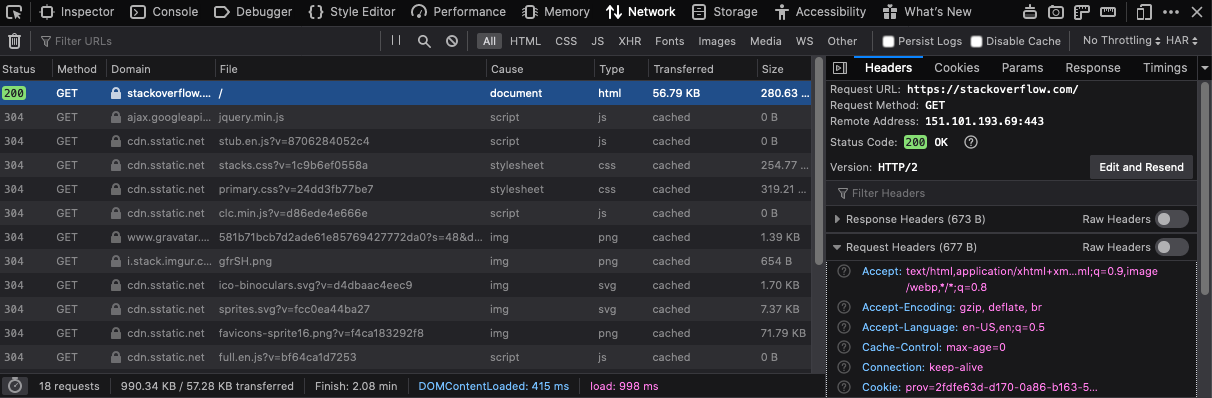 Inspector Console Debugger Style Editor Performance Memory Network Storage Accessibility What's New
Filter URLs All HTML CSS JS XHR Fonts Images Media WS Other Persist Logs Disable Cache No Throttling HAR
Status Method Domain File Cause Type Transferred Size
200 GET stackoverflow.… / document html 56.79 KB 280.63 …
304 GET ajax.googleapi… jquery.min.js script js cached 0 B
304 GET cdn.sstatic.net stub.en.js?v=8706284052c4 script js cached 0 B
304 GET cdn.sstatic.net stacks.css?v=1c9b6ef0558a stylesheet css cached 254.77 …
304 GET cdn.sstatic.net primary.css?v=24dd3fb77be7 stylesheet css cached 319.21 …
304 GET cdn.sstatic.net clc.min.js?v=d86ede4e666e script js cached 0 B
304 GET www.gravatar.… 581b71bcb7d2ade61e85769427772da0?s=48&d… img png cached 1.39 KB
304 GET i.stack.imgur.c… gfrSH.png img png cached 654 B
304 GET cdn.sstatic.net ico-binoculars.svg?v=d4dbaac4eec9 img svg cached 1.70 KB
304 GET cdn.sstatic.net sprites.svg?v=fcc0ea44ba27 img svg cached 7.37 KB
304 GET cdn.sstatic.net favicons-sprite16.png?v=f4ca183292f8 img png cached 71.79 KB
304 GET cdn.sstatic.net full.en.js?v=bf64ca1d7253 script js cached 0 B
18 requests 990.34 KB / 57.28 KB transferred Finish: 2.08 min DOMContentLoaded: 415 ms load: 998 ms
Headers Cookies Params Response Timings
Request URL: https://stackoverflow.com/
Request Method: GET
Remote Address: 151.101.193.69:443
Status Code: 200 OK
Version: HTTP/2 Edit and Resend
Filter Headers
Response Headers (673 B) Raw Headers
Request Headers (677 B) Raw Headers
Accept: text/html,application/xhtml+xm…ml;q=0.9,image
/webp,*/*;q=0.8
Accept-Encoding: gzip, deflate, br
Accept-Language: en-US,en;q=0.5
Cache-Control: max-age=0
Connection: keep-alive
Cookie: prov=2fdfe63d-d170-0a86-b163-5…